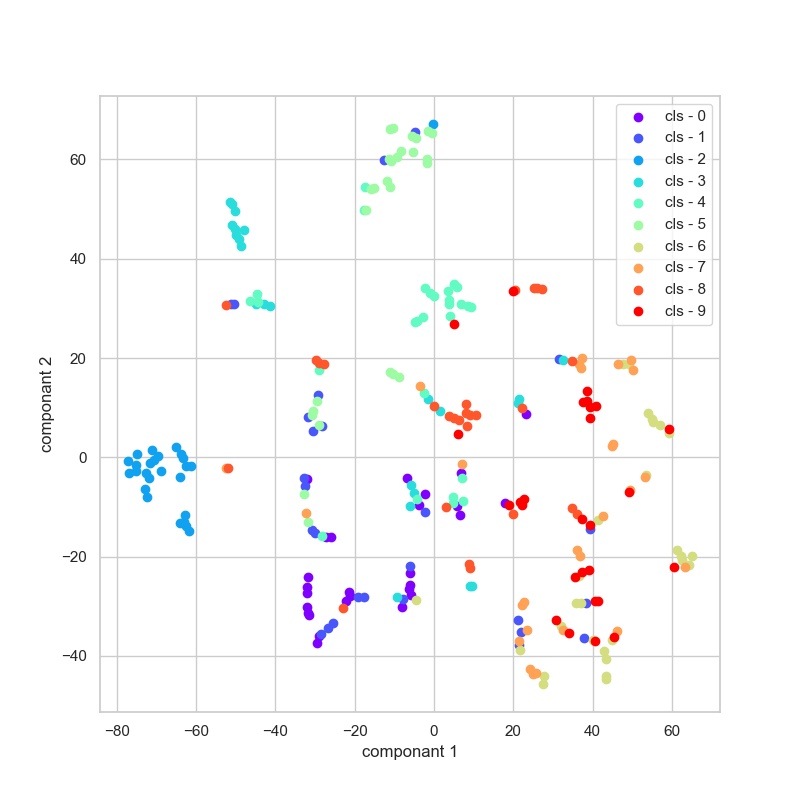 cls - 0
cls - 1
cls - 2
cls - 3
cls - 4
cls - 5
cls - 6
cls - 7
cls - 8
cls - 9
60
40
20
0
−20
−40
−80
−60
−40
−20
0
20
40
60
componant 1
componant 2